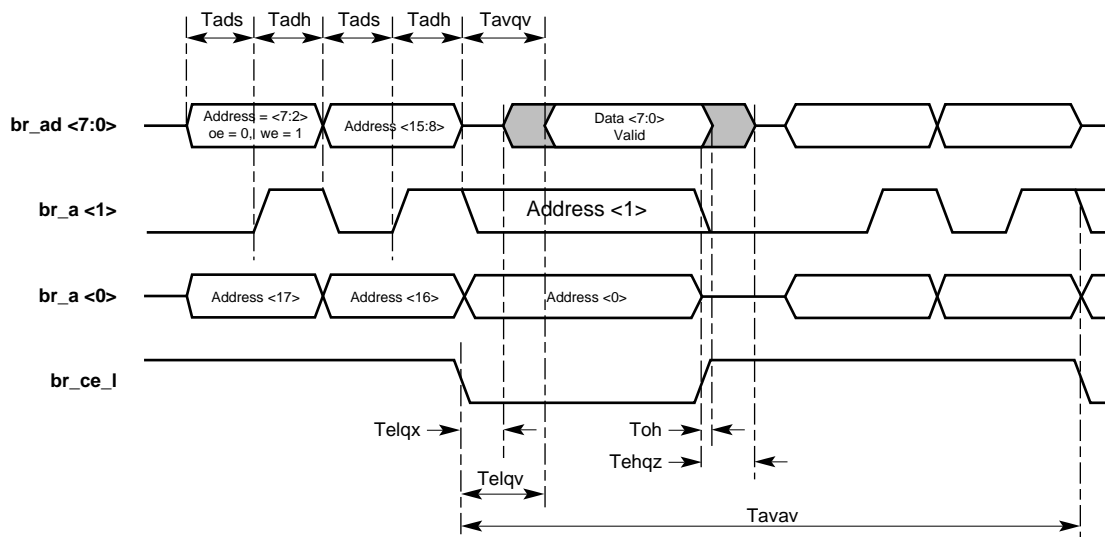 Tads Tadh Tads Tadh Tavqv
br_ad <7:0>
Address = <7:2>
oe = 0,l we = 1
Address <15:8>
Data <7:0>
Valid
br_a <1>
Address <1>
br_a <0>
Address <17>
Address <16>
Address <0>
br_ce_l
Telqx
Toh
Tehqz
Telqv
Tavav